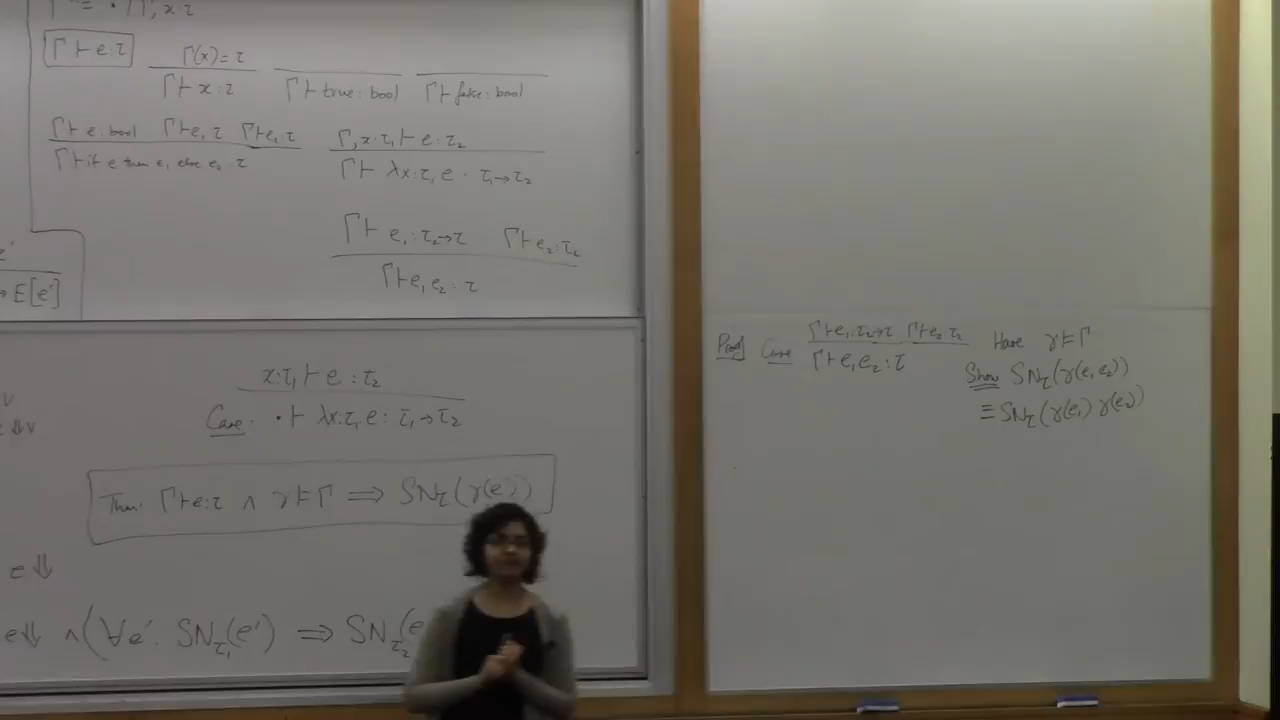 Γ ⊢ e : τ
Γ(x) = τ
Γ ⊢ x : τ
Γ ⊢ true : bool
Γ ⊢ false : bool
Γ ⊢ e : bool Γ ⊢ e₁ : τ Γ ⊢ e₂ : τ
Γ ⊢ if e then e₁ else e₂ : τ
Γ, x : τ₁ ⊢ e : τ₂
Γ ⊢ λx : τ₁. e : τ₁ → τ₂
Γ ⊢ e₁ : τ₂ → τ Γ ⊢ e₂ : τ₂
Γ ⊢ e₁ e₂ : τ
E[e']
x : τ₁ ⊢ e : τ₂
Case: · ⊢ λx : τ₁. e : τ₁ → τ₂
Thm: Γ ⊢ e : τ ∧ γ ⊨ Γ ⟹ SN_τ(γ(e))
e ⇓
e ⇓ ∧ (∀e'. SN_τ₁(e') ⟹ SN_τ₂(e
Proof Case Γ ⊢ e₁ : τ₂ → τ Γ ⊢ e₂ : τ₂
Γ ⊢ e₁ e₂ : τ
Have γ ⊨ Γ
Show SN_τ(γ(e₁ e₂))
≡ SN_τ(γ(e₁) γ(e₂))